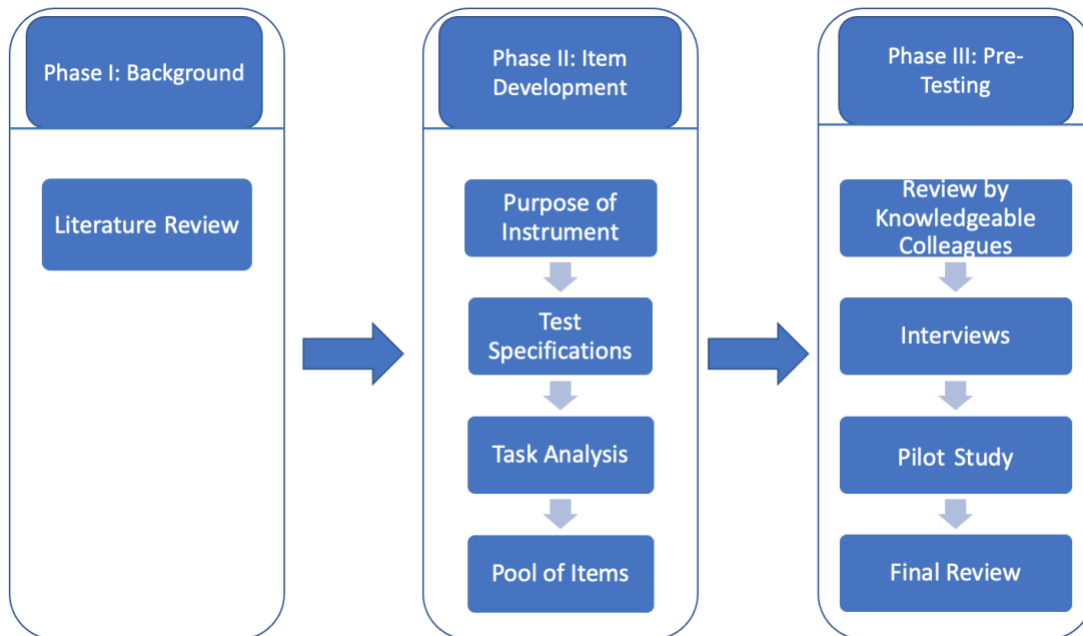 Phase I: Background
Literature Review
Phase II: Item
Development
Purpose of
Instrument
Test
Specifications
Task Analysis
Pool of Items
Phase III: Pre-
Testing
Review by
Knowledgeable
Colleagues
Interviews
Pilot Study
Final Review